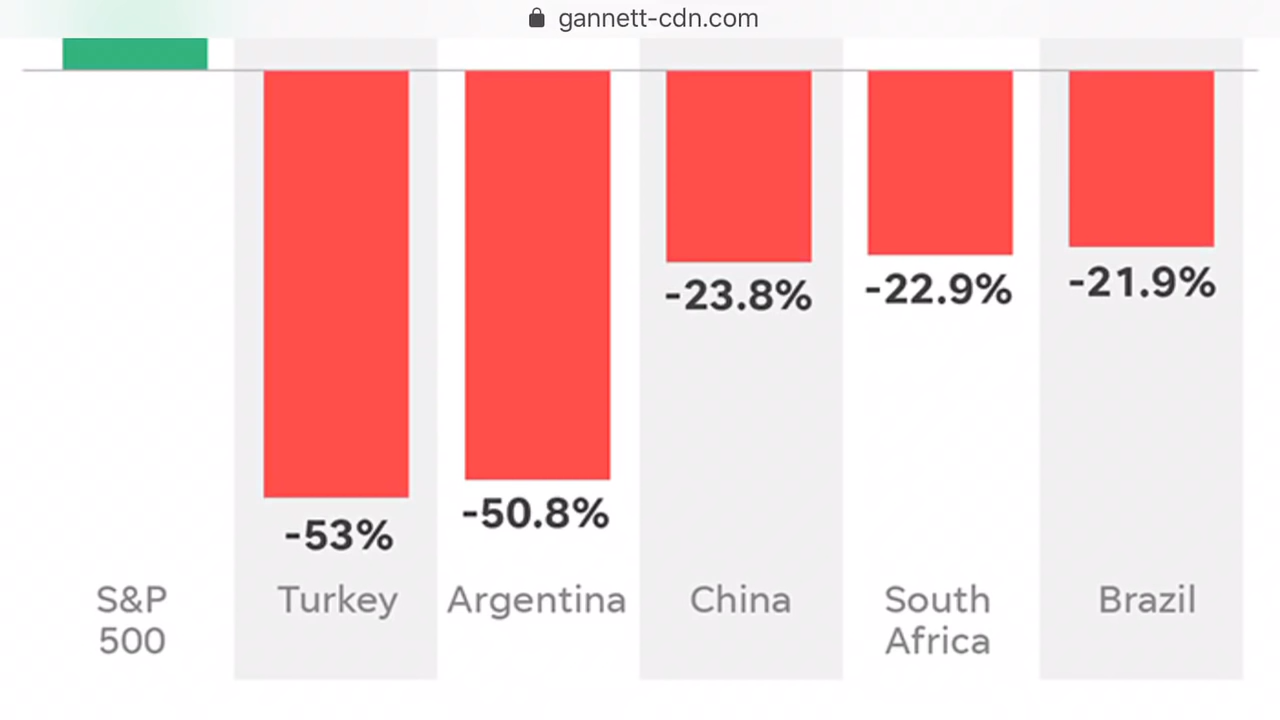 gannett-cdn.com
-23.8%
-22.9%
-21.9%
-53%
-50.8%
S&P
500
Turkey
Argentina
China
South
Africa
Brazil